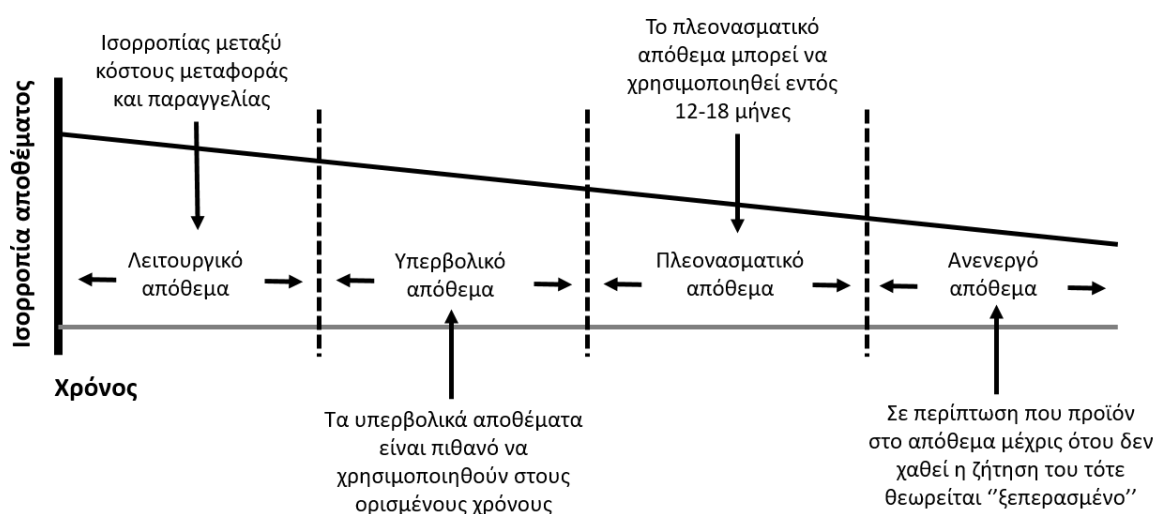 Ισορροπίας μεταξύ
κόστους μεταφοράς
και παραγγελίας
Το πλεονασματικό
απόθεμα μπορεί να
χρησιμοποιηθεί εντός
12-18 μήνες
Ισορροπία αποθέματος
Λειτουργικό
απόθεμα
Υπερβολικό
απόθεμα
Πλεονασματικό
απόθεμα
Ανενεργό
απόθεμα
Χρόνος
Τα υπερβολικά αποθέματα
είναι πιθανό να
χρησιμοποιηθούν στους
ορισμένους χρόνους
Σε περίπτωση που προϊόν
στο απόθεμα μέχρις ότου δεν
χαθεί η ζήτηση του τότε
θεωρείται ‘’ξεπερασμένο’’